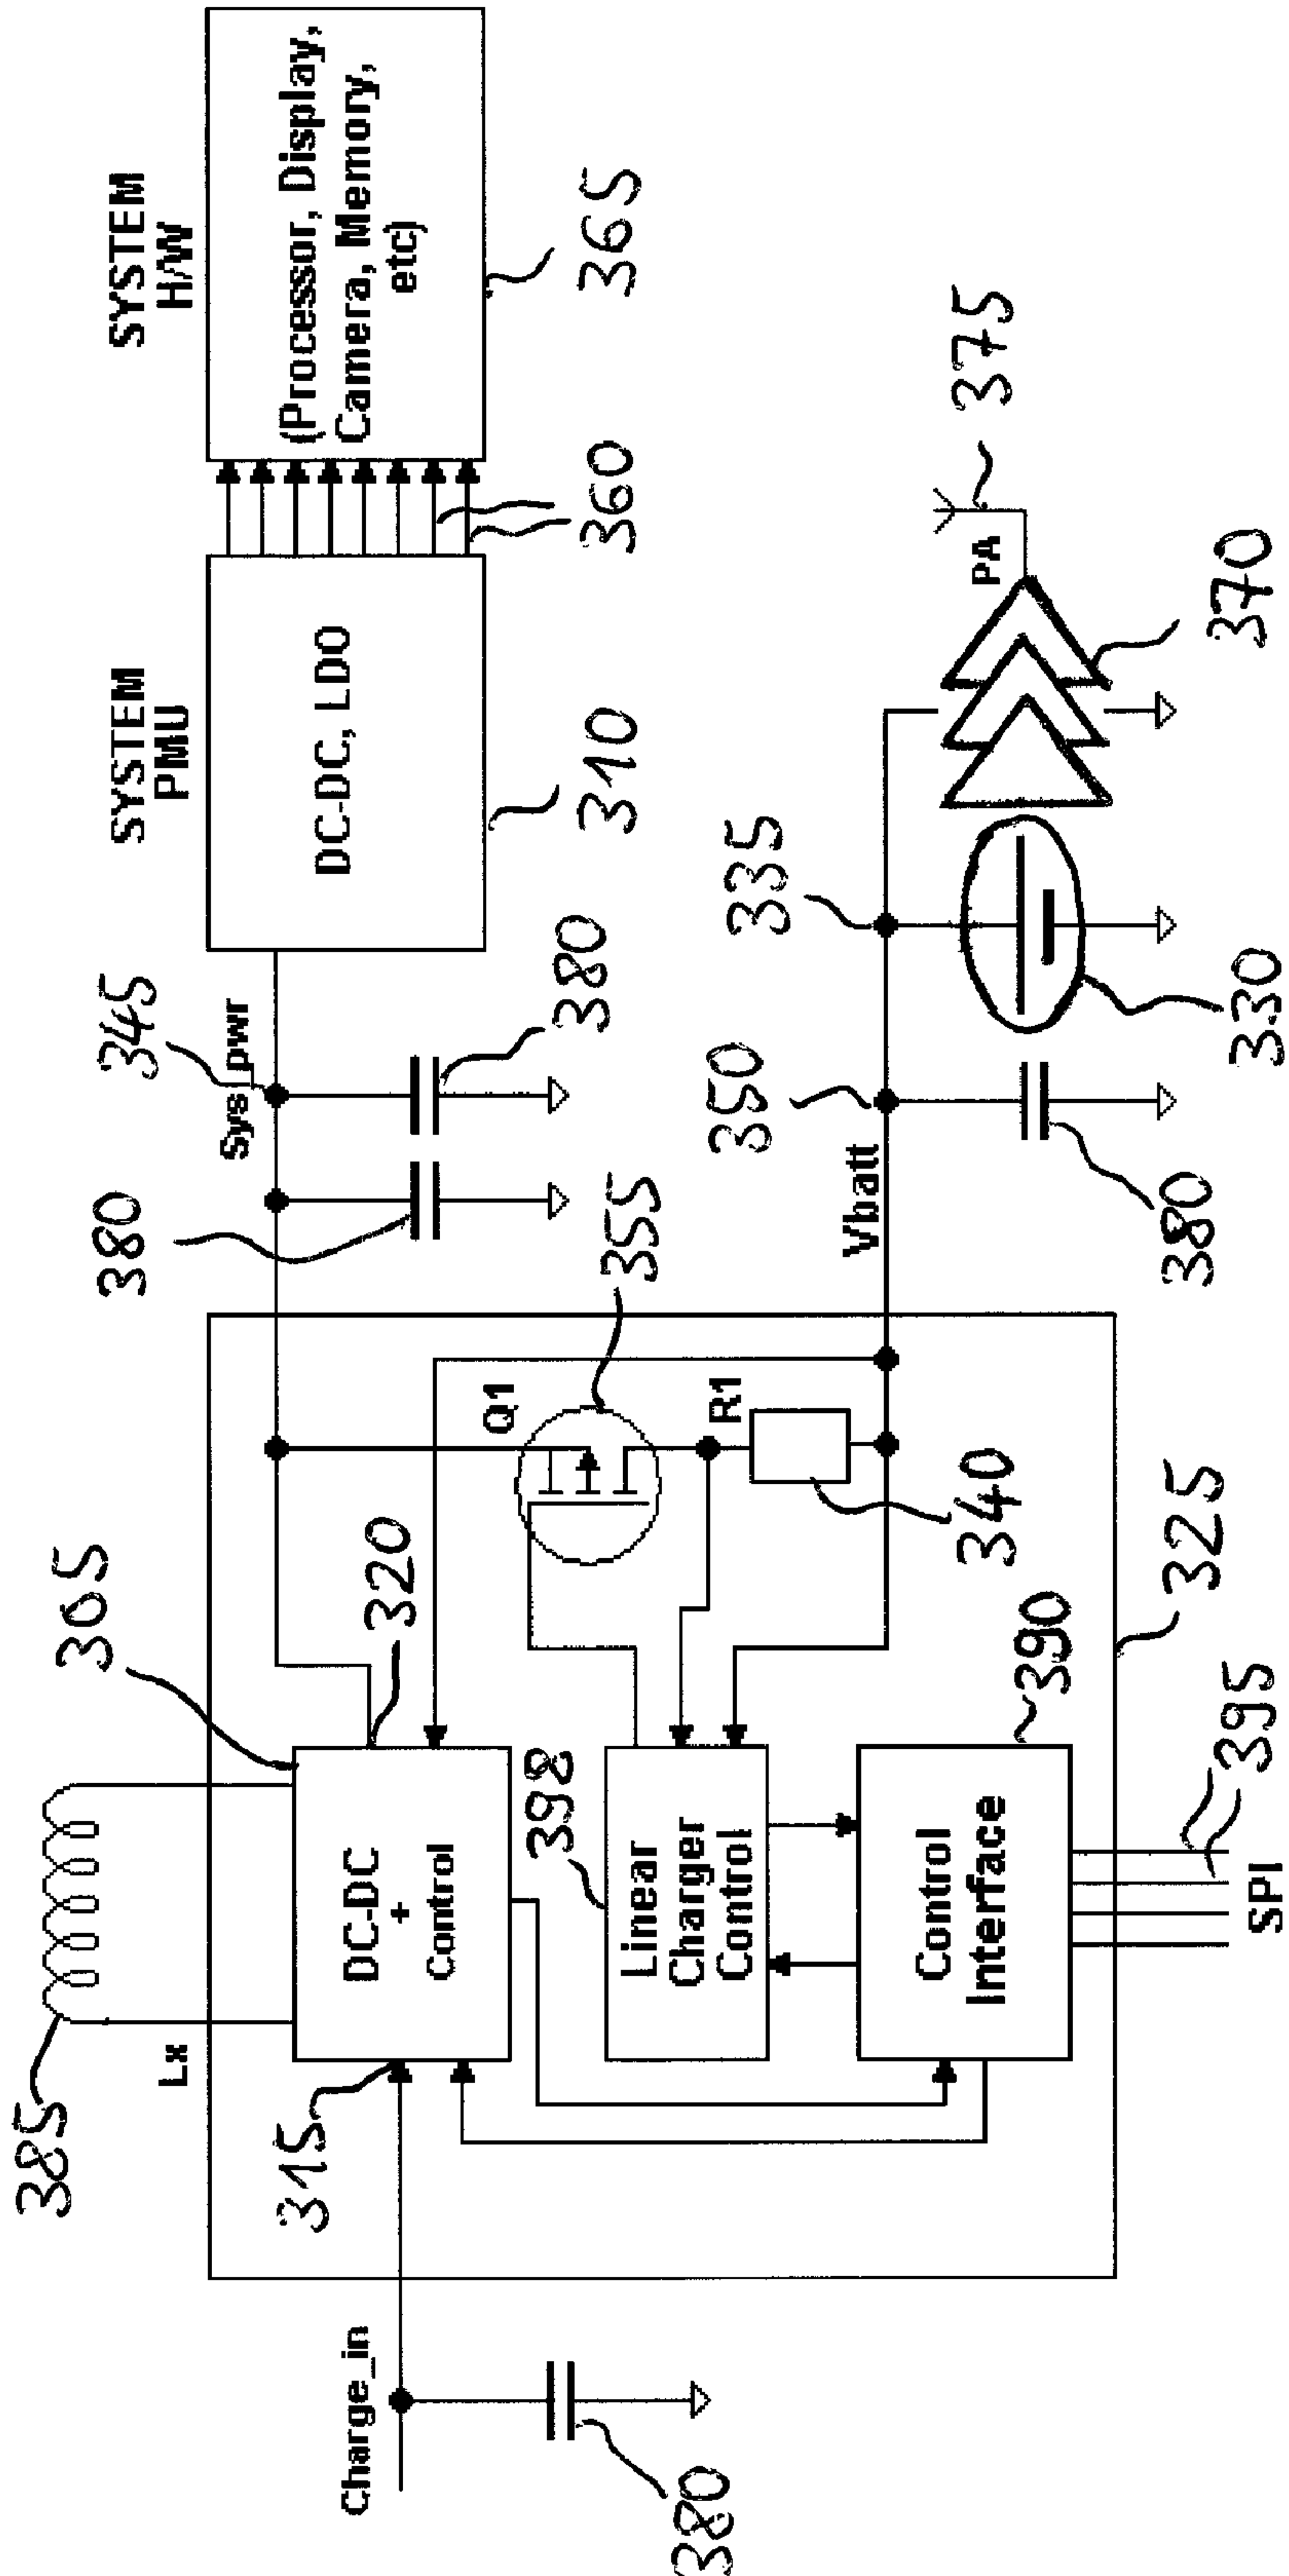 SYSTEM
H/W
(Processor, Display,
Camera, Memory,
etc)
365
360
SYSTEM
PMU
DC-DC, LDO
310
345
Sys_pwr
380
380
375
PA
370
335
330
350
Vbatt
380
355
Q1
R1
340
325
305
320
385
Lx
DC-DC
+
Control
315
398
Linear
Charger
Control
390
Control
Interface
395
SPI
Charge_in
380